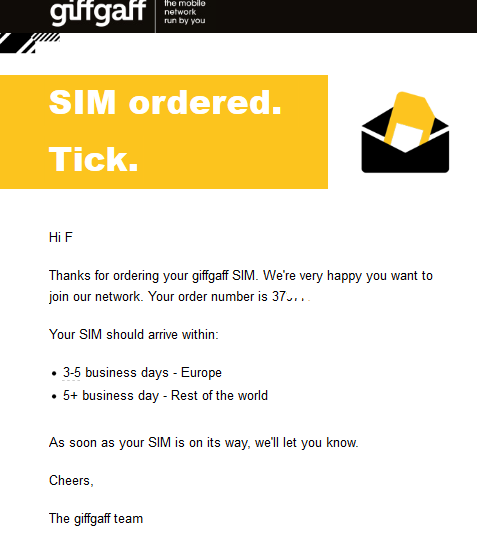 giffgaff
the mobile
network
run by you
SIM ordered.
Tick.
Hi F
Thanks for ordering your giffgaff SIM. We're very happy you want to
join our network. Your order number is
Your SIM should arrive within:
• 3-5 business days - Europe
• 5+ business day - Rest of the world
As soon as your SIM is on its way, we'll let you know.
Cheers,
The giffgaff team